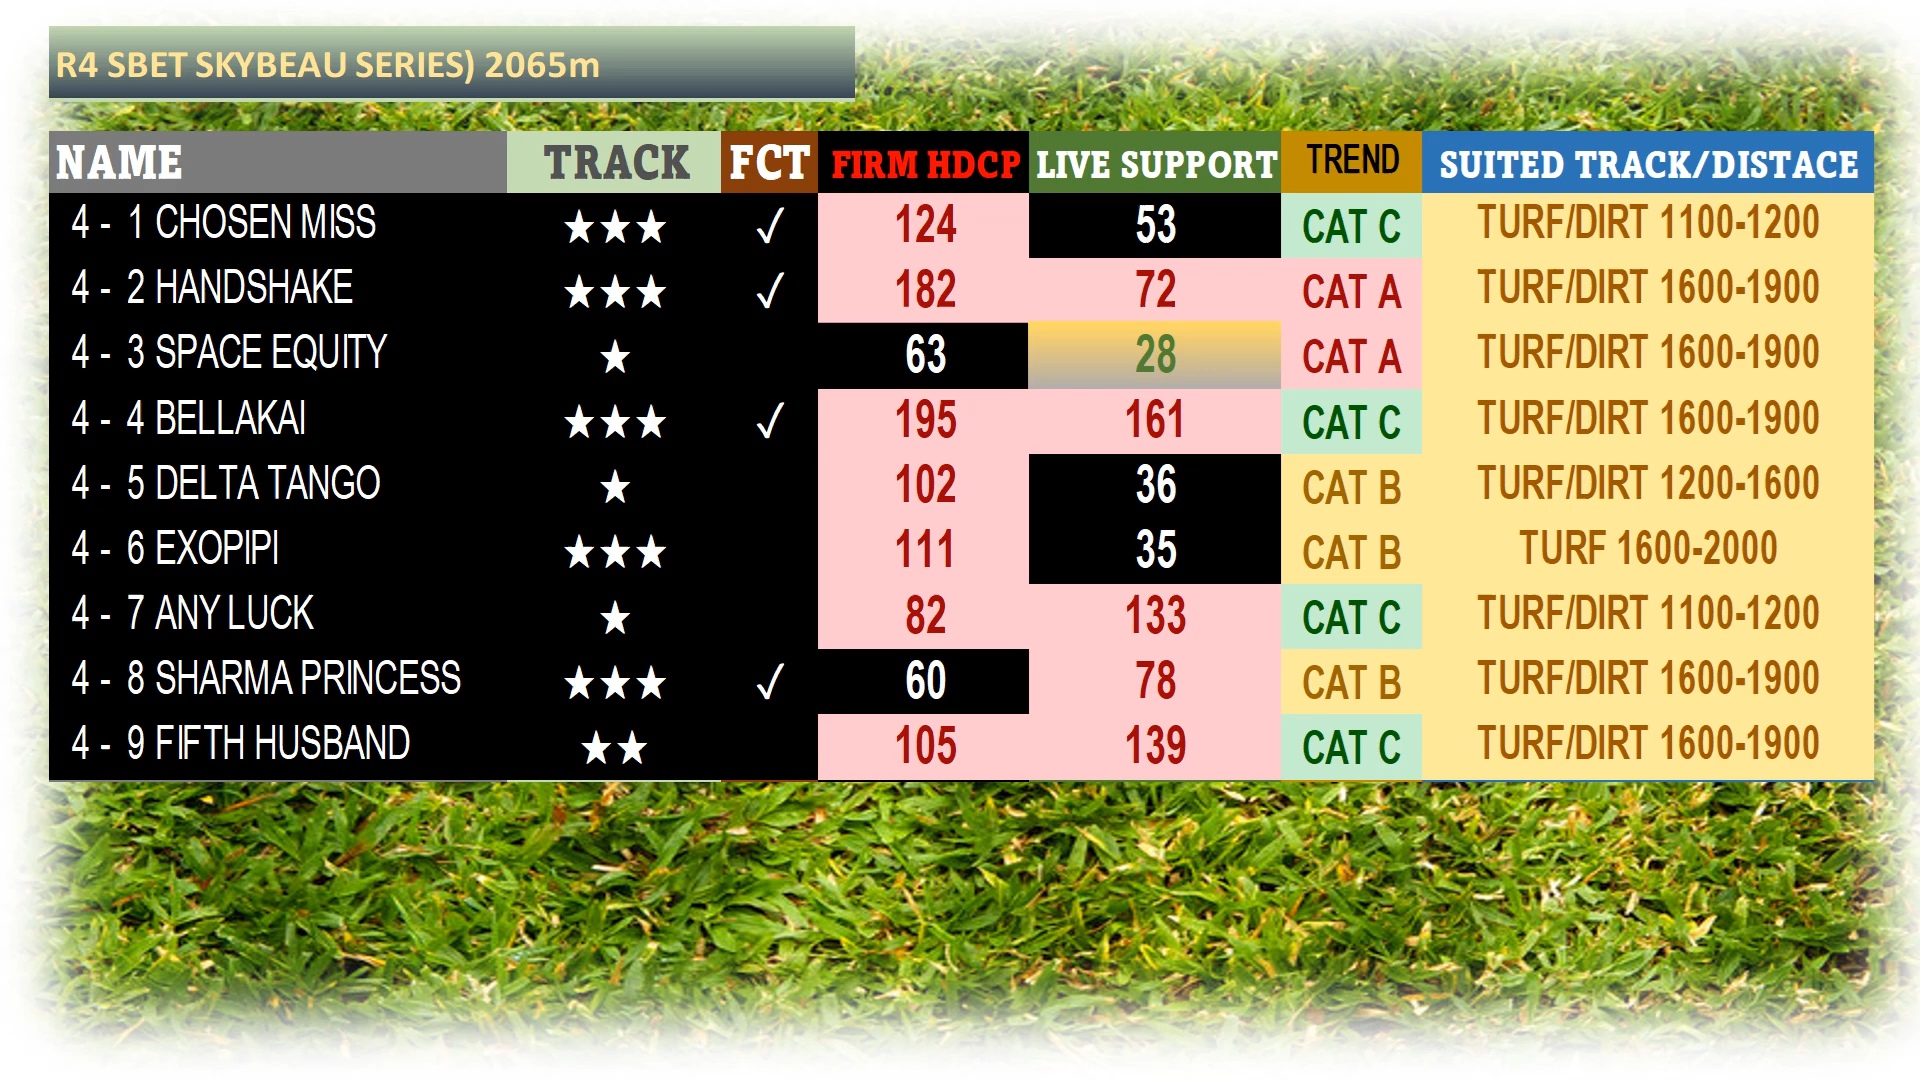 R4 SBET SKYBEAU SERIES) 2065m
NAME TRACK FCT FIRM HDCP LIVE SUPPORT TREND SUITED TRACK/DISTACE
4 - 1 CHOSEN MISS ★★★ ✓ 124 53 CAT C TURF/DIRT 1100-1200
4 - 2 HANDSHAKE ★★★ ✓ 182 72 CAT A TURF/DIRT 1600-1900
4 - 3 SPACE EQUITY ★ 63 28 CAT A TURF/DIRT 1600-1900
4 - 4 BELLAKAI ★★★ ✓ 195 161 CAT C TURF/DIRT 1600-1900
4 - 5 DELTA TANGO ★ 102 36 CAT B TURF/DIRT 1200-1600
4 - 6 EXOPIPI ★★★ 111 35 CAT B TURF 1600-2000
4 - 7 ANY LUCK ★ 82 133 CAT C TURF/DIRT 1100-1200
4 - 8 SHARMA PRINCESS ★★★ ✓ 60 78 CAT B TURF/DIRT 1600-1900
4 - 9 FIFTH HUSBAND ★★ 105 139 CAT C TURF/DIRT 1600-1900